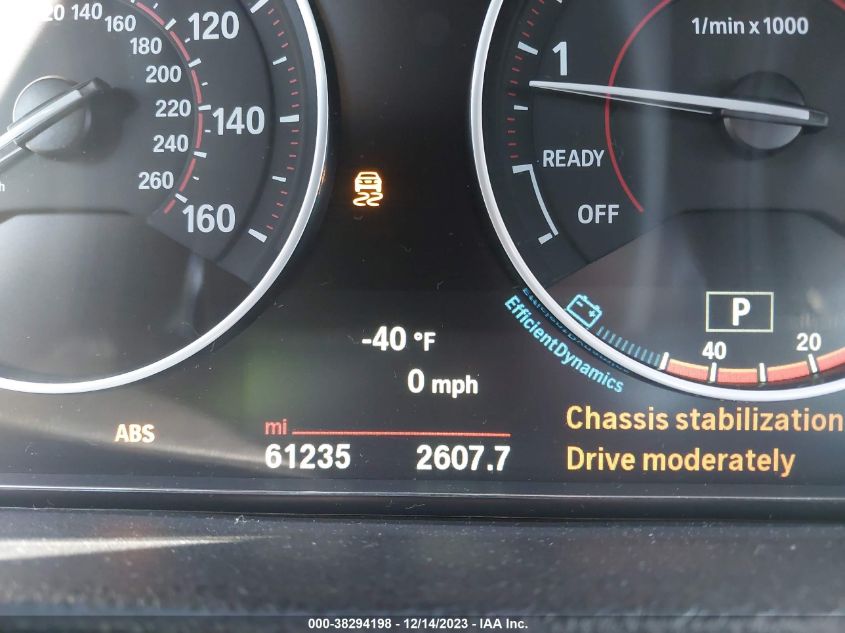 120 140 160 180 200 220 240 260
120
140
160
1/min x 1000
1
READY
OFF
P
40 20
EfficientDynamics
-40 °F
0 mph
ABS
mi
61235 2607.7
Chassis stabilization
Drive moderately
000-38294198 - 12/14/2023 - IAA Inc.